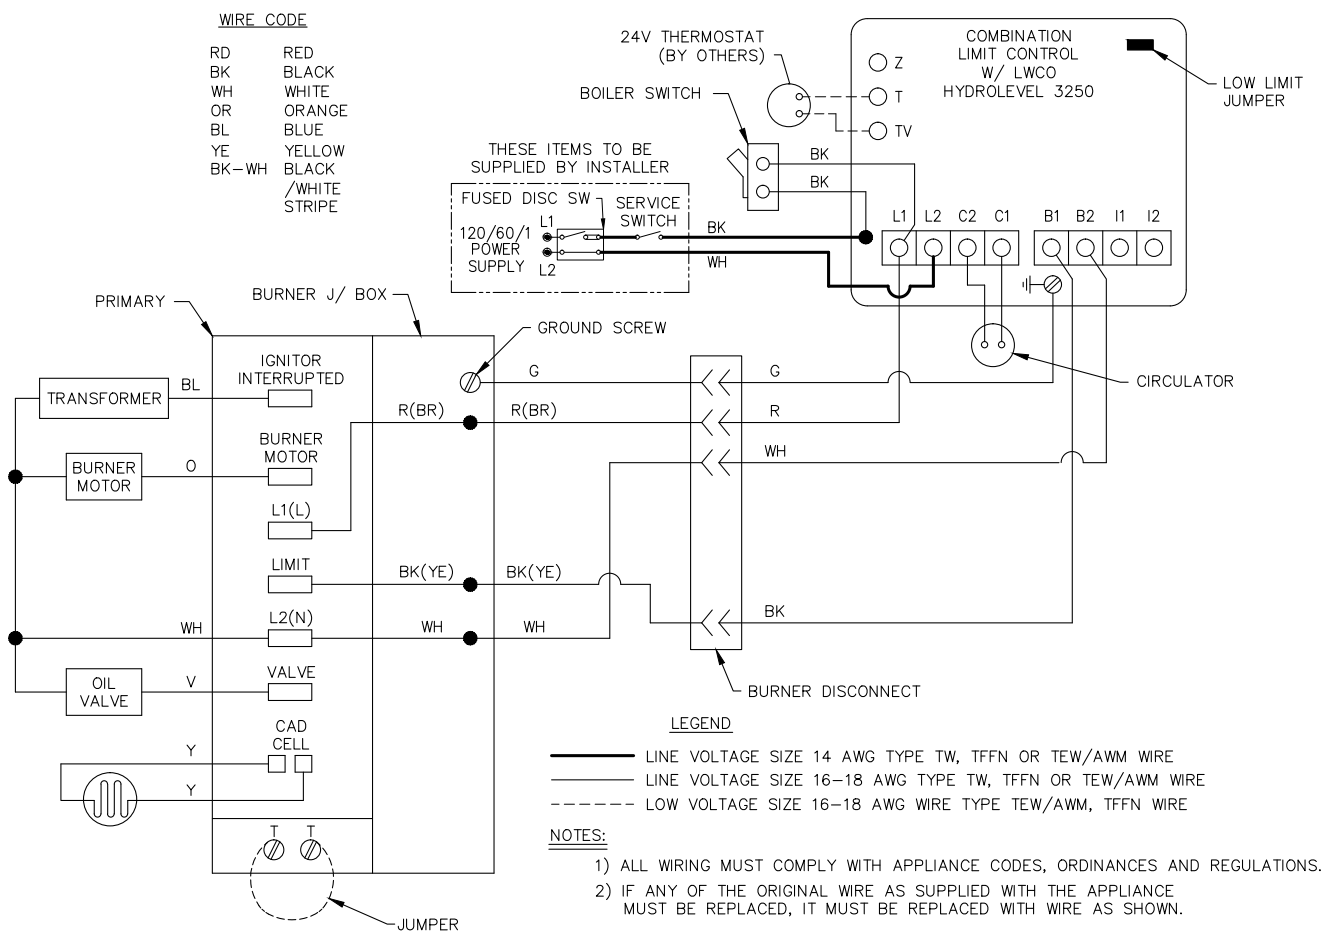 WIRE CODE
RD RED
BK BLACK
WH WHITE
OR ORANGE
BL BLUE
YE YELLOW
BK-WH BLACK
/WHITE
STRIPE
24V THERMOSTAT
(BY OTHERS)
BOILER SWITCH
COMBINATION
LIMIT CONTROL
W/ LWCO
HYDROLEVEL 3250
LOW LIMIT
JUMPER
Z
T
TV
BK
BK
THESE ITEMS TO BE
SUPPLIED BY INSTALLER
FUSED DISC SW
SERVICE
SWITCH
120/60/1
POWER
SUPPLY
L1
L2
BK
WH
L1 L2 C2 C1 B1 B2 I1 I2
PRIMARY
BURNER J/ BOX
GROUND SCREW
CIRCULATOR
IGNITOR
INTERRUPTED
TRANSFORMER
BL
G G
R(BR) R(BR) R
BURNER
MOTOR
BURNER
MOTOR
O
WH
L1(L)
LIMIT
BK(YE) BK(YE)
BK
L2(N)
WH WH WH
VALVE
OIL
VALVE
V
BURNER DISCONNECT
CAD
CELL
Y
Y
T T
JUMPER
LEGEND
LINE VOLTAGE SIZE 14 AWG TYPE TW, TFFN OR TEW/AWM WIRE
LINE VOLTAGE SIZE 16-18 AWG TYPE TW, TFFN OR TEW/AWM WIRE
LOW VOLTAGE SIZE 16-18 AWG WIRE TYPE TEW/AWM, TFFN WIRE
NOTES:
1) ALL WIRING MUST COMPLY WITH APPLIANCE CODES, ORDINANCES AND REGULATIONS.
2) IF ANY OF THE ORIGINAL WIRE AS SUPPLIED WITH THE APPLIANCE
MUST BE REPLACED, IT MUST BE REPLACED WITH WIRE AS SHOWN.